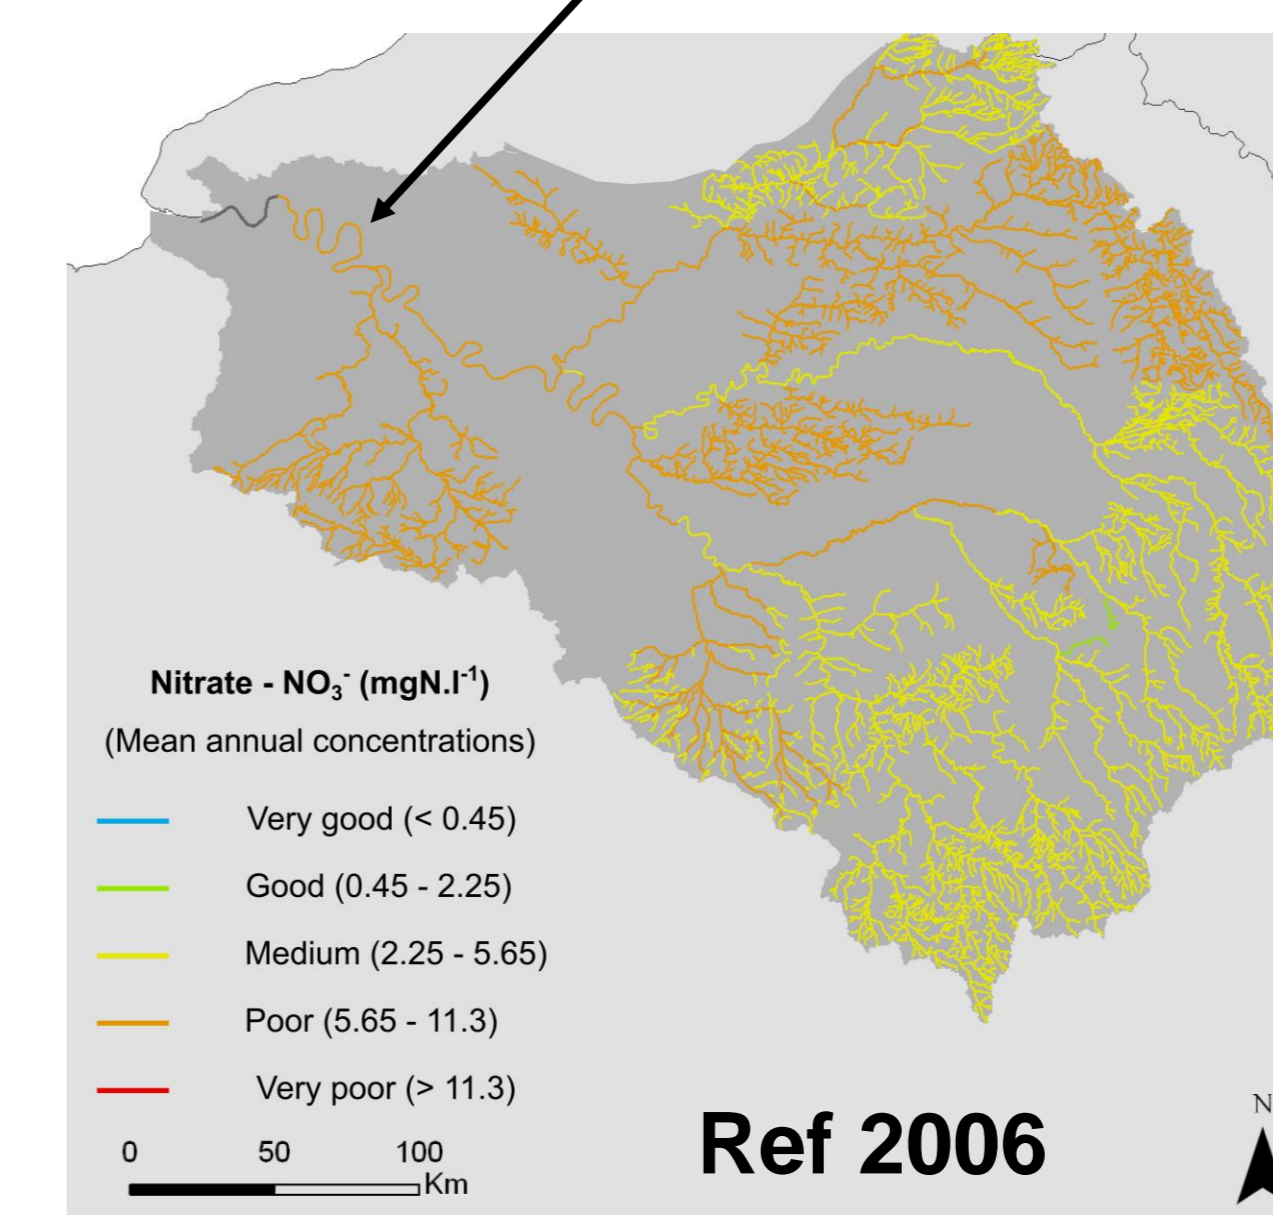 Nitrate - NO₃⁻ (mgN.l⁻¹)
(Mean annual concentrations)
Very good (< 0.45)
Good (0.45 - 2.25)
Medium (2.25 - 5.65)
Poor (5.65 - 11.3)
Very poor (> 11.3)
0 50 100
Km
Ref 2006
N